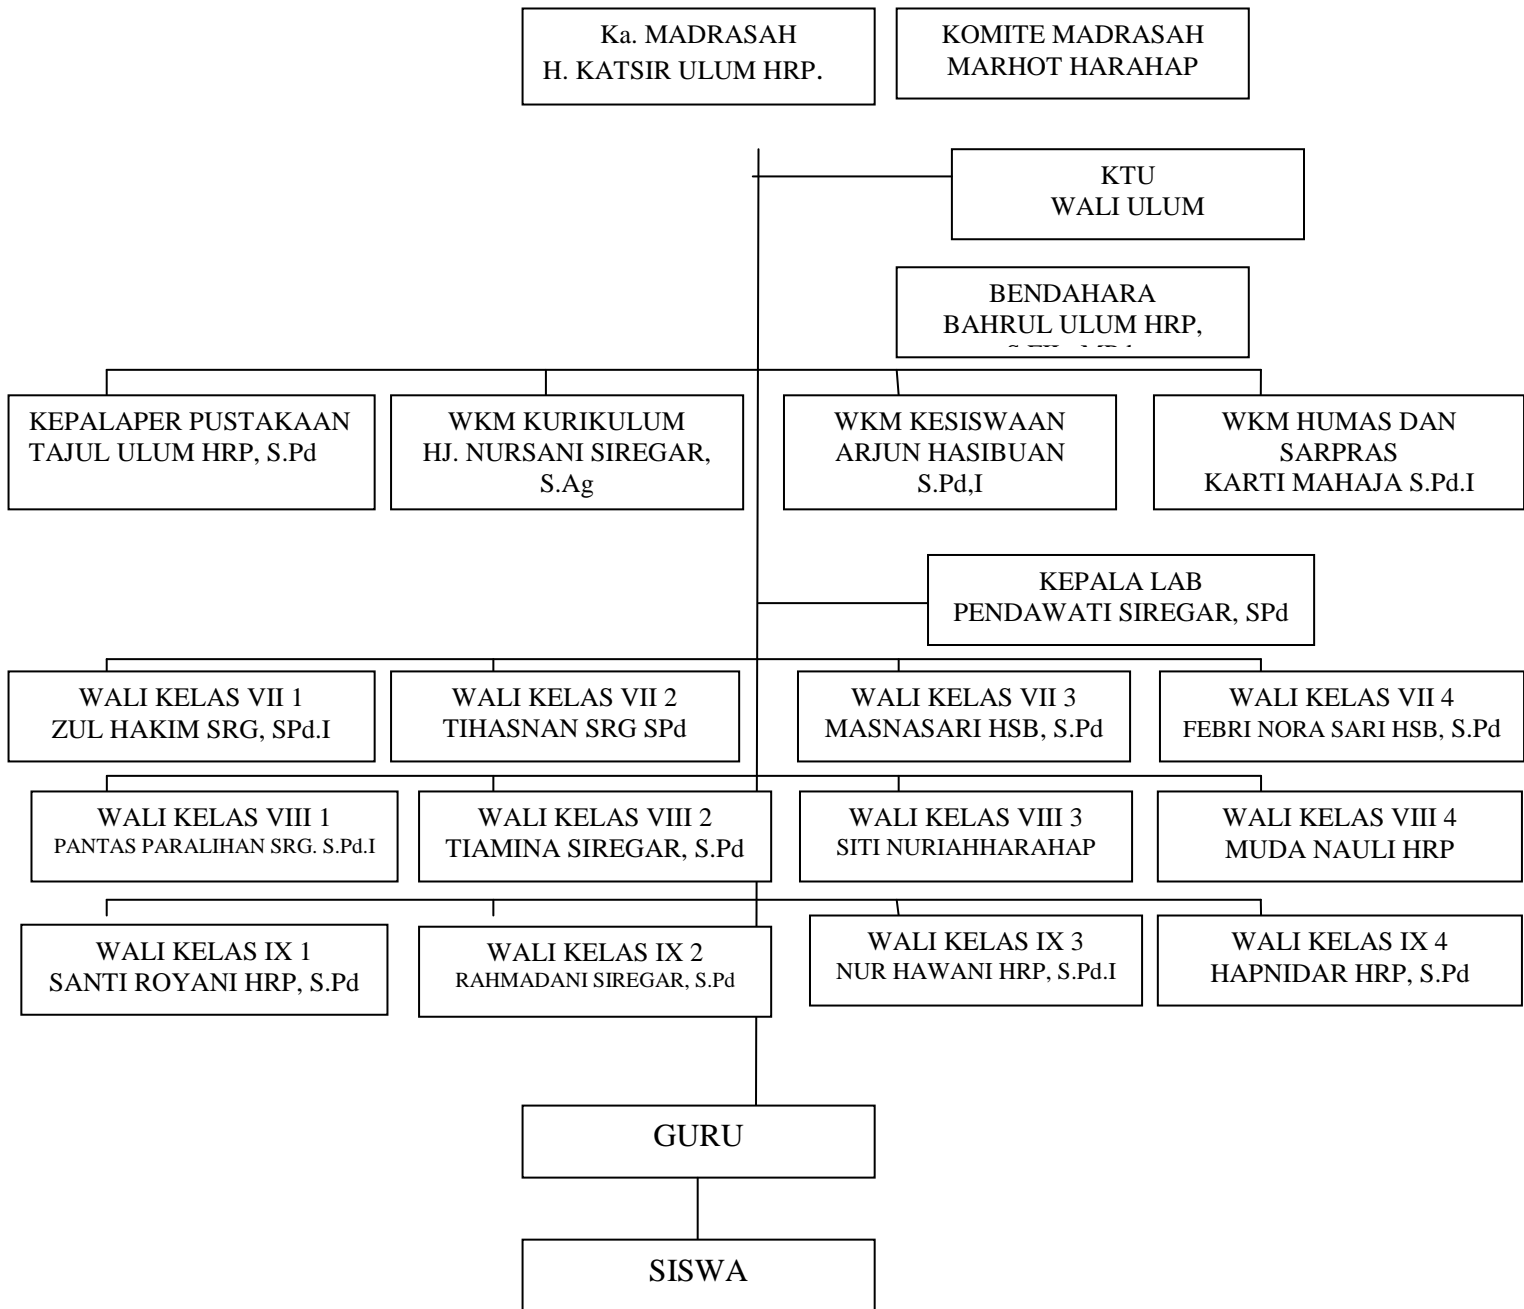 Ka. MADRASAH
H. KATSIR ULUM HRP.
KOMITE MADRASAH
MARHOT HARAHAP
KTU
WALI ULUM
BENDAHARA
BAHRUL ULUM HRP,
KEPALAPER PUSTAKAAN
TAJUL ULUM HRP, S.Pd
WKM KURIKULUM
HJ. NURSANI SIREGAR,
S.Ag
WKM KESISWAAN
ARJUN HASIBUAN
S.Pd,I
WKM HUMAS DAN
SARPRAS
KARTI MAHAJA S.Pd.I
KEPALA LAB
PENDAWATI SIREGAR, SPd
WALI KELAS VII 1
ZUL HAKIM SRG, SPd.I
WALI KELAS VII 2
TIHASNAN SRG SPd
WALI KELAS VII 3
MASNASARI HSB, S.Pd
WALI KELAS VII 4
FEBRI NORA SARI HSB, S.Pd
WALI KELAS VIII 1
PANTAS PARALIHAN SRG. S.Pd.I
WALI KELAS VIII 2
TIAMINA SIREGAR, S.Pd
WALI KELAS VIII 3
SITI NURIAHHARAHAP
WALI KELAS VIII 4
MUDA NAULI HRP
WALI KELAS IX 1
SANTI ROYANI HRP, S.Pd
WALI KELAS IX 2
RAHMADANI SIREGAR, S.Pd
WALI KELAS IX 3
NUR HAWANI HRP, S.Pd.I
WALI KELAS IX 4
HAPNIDAR HRP, S.Pd
GURU
SISWA